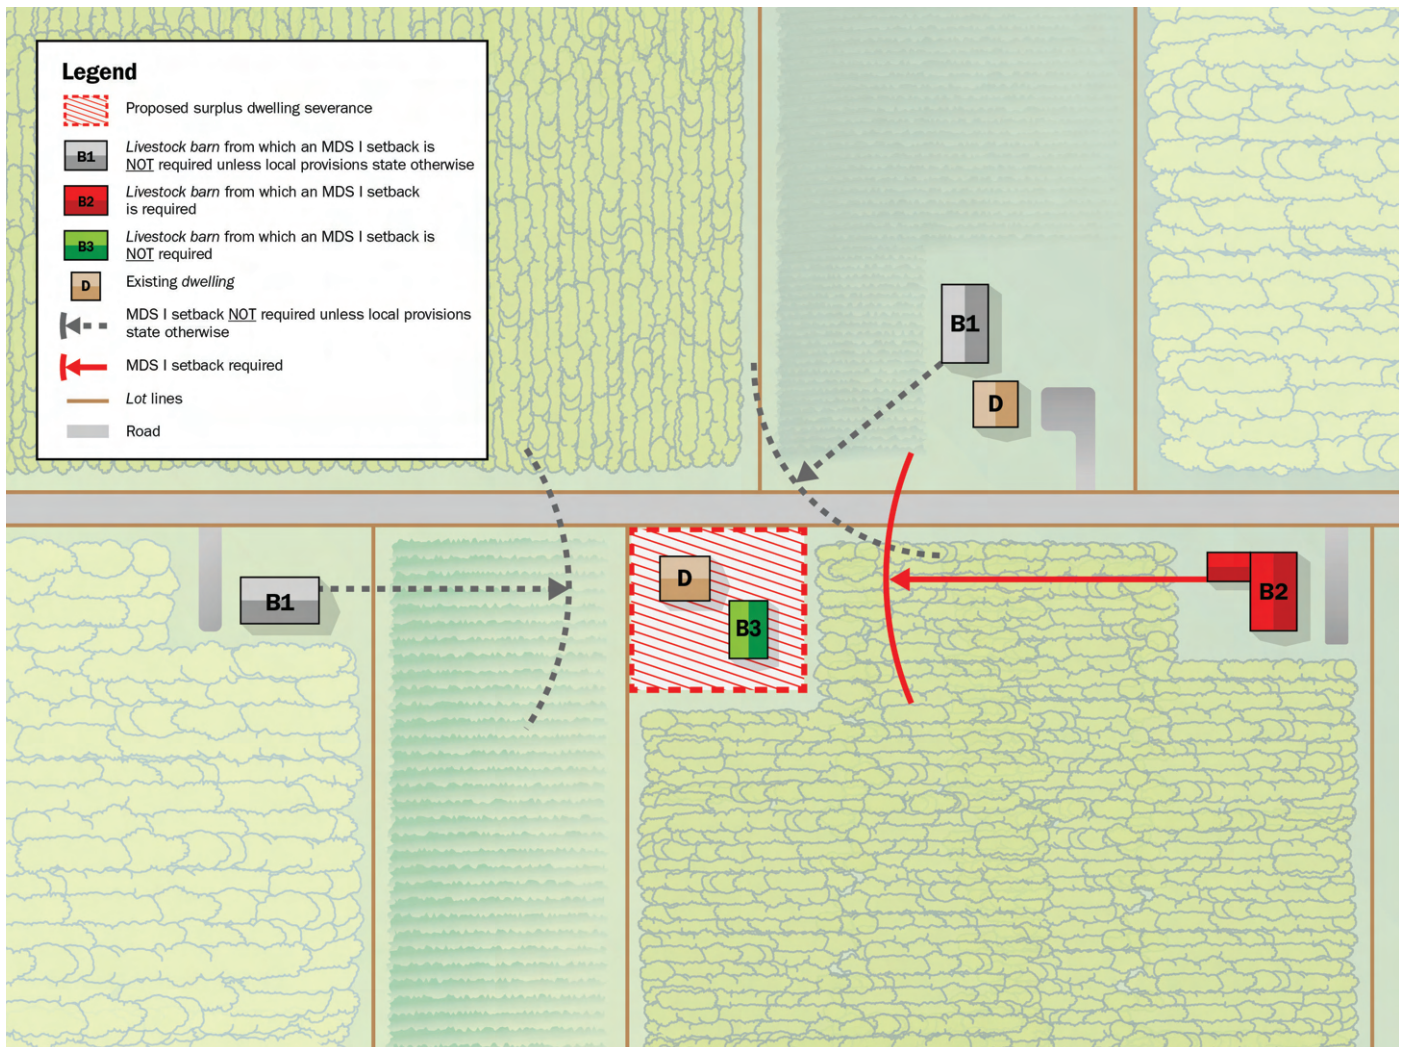 Legend
Proposed surplus dwelling severance
B1
Livestock barn from which an MDS I setback is
NOT required unless local provisions state otherwise
B2
Livestock barn from which an MDS I setback
is required
B3
Livestock barn from which an MDS I setback is
NOT required
D
Existing dwelling
MDS I setback NOT required unless local provisions
state otherwise
MDS I setback required
Lot lines
Road
B1
D
B1
D
B3
B2